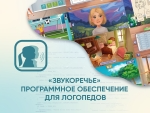 «ЗВУКОРЕЧЬЕ»
ПРОГРАММНОЕ ОБЕСПЕЧЕНИЕ
ДЛЯ ЛОГОПЕДОВ